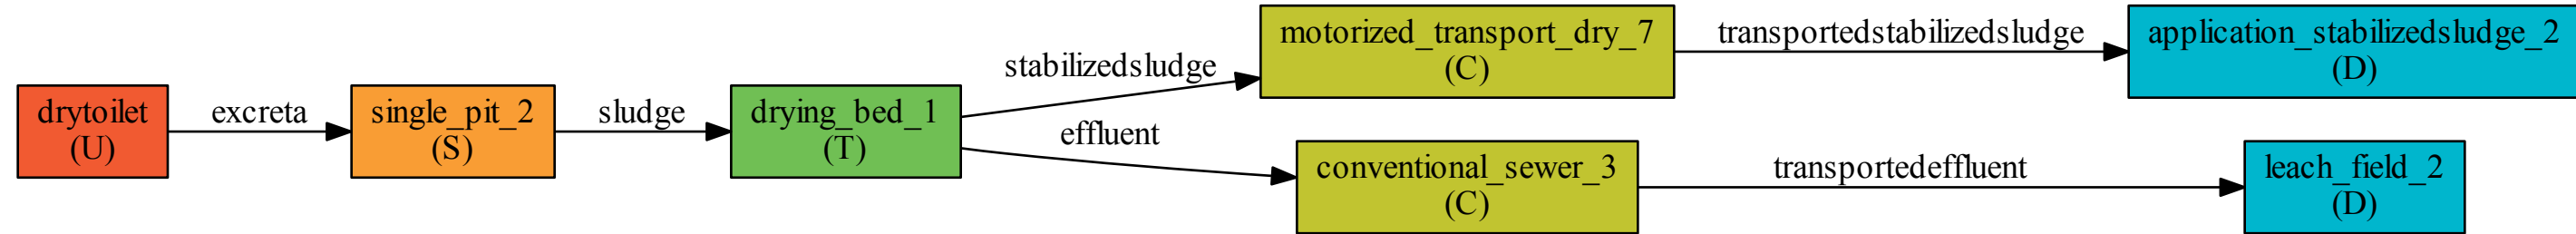 drytoilet
(U)
excreta
single_pit_2
(S)
sludge
drying_bed_1
(T)
stabilizedsludge
effluent
motorized_transport_dry_7
(C)
transportedstabilizedsludge
application_stabilizedsludge_2
(D)
conventional_sewer_3
(C)
transportedeffluent
leach_field_2
(D)